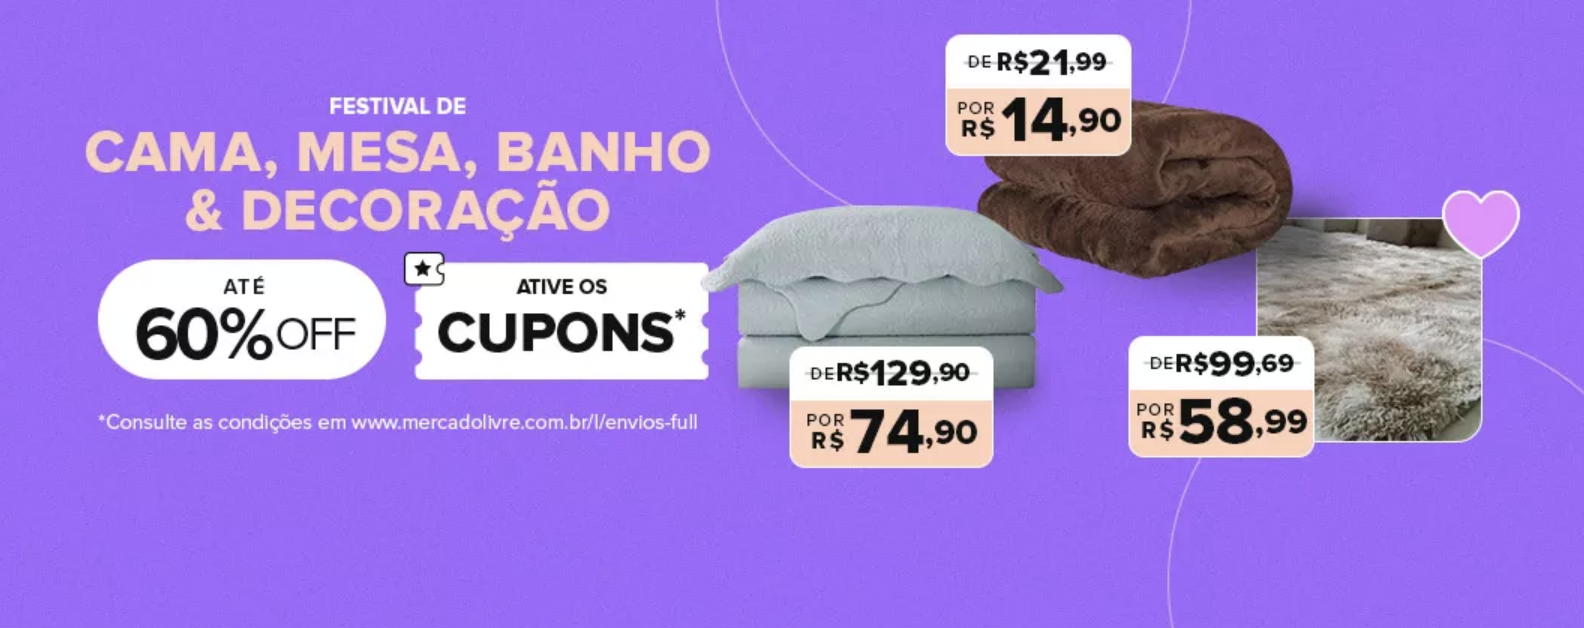 FESTIVAL DE
CAMA, MESA, BANHO
& DECORAÇÃO
ATÉ
60% OFF
ATIVE OS
CUPONS*
*Consulte as condições em www.mercadolivre.com.br/l/envios-full
DE R$129,90
POR
R$ 74,90
DE R$21,99
POR
R$ 14,90
DE R$99,69
POR
R$ 58,99